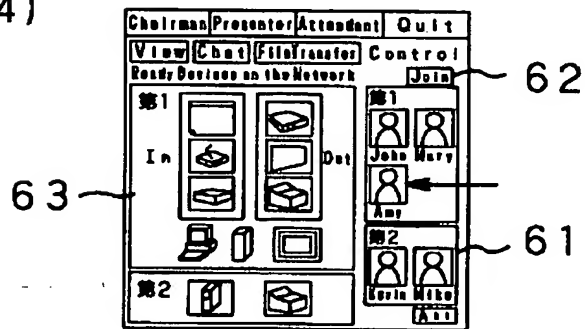 4)
Chairman Presenter Attendant Quit
View Chat FileTransfer Control
Ready Devices on the Network Join 62
第1 第1
In Out John Mary
63
Amy
第2 61
第2 Kevin Mike